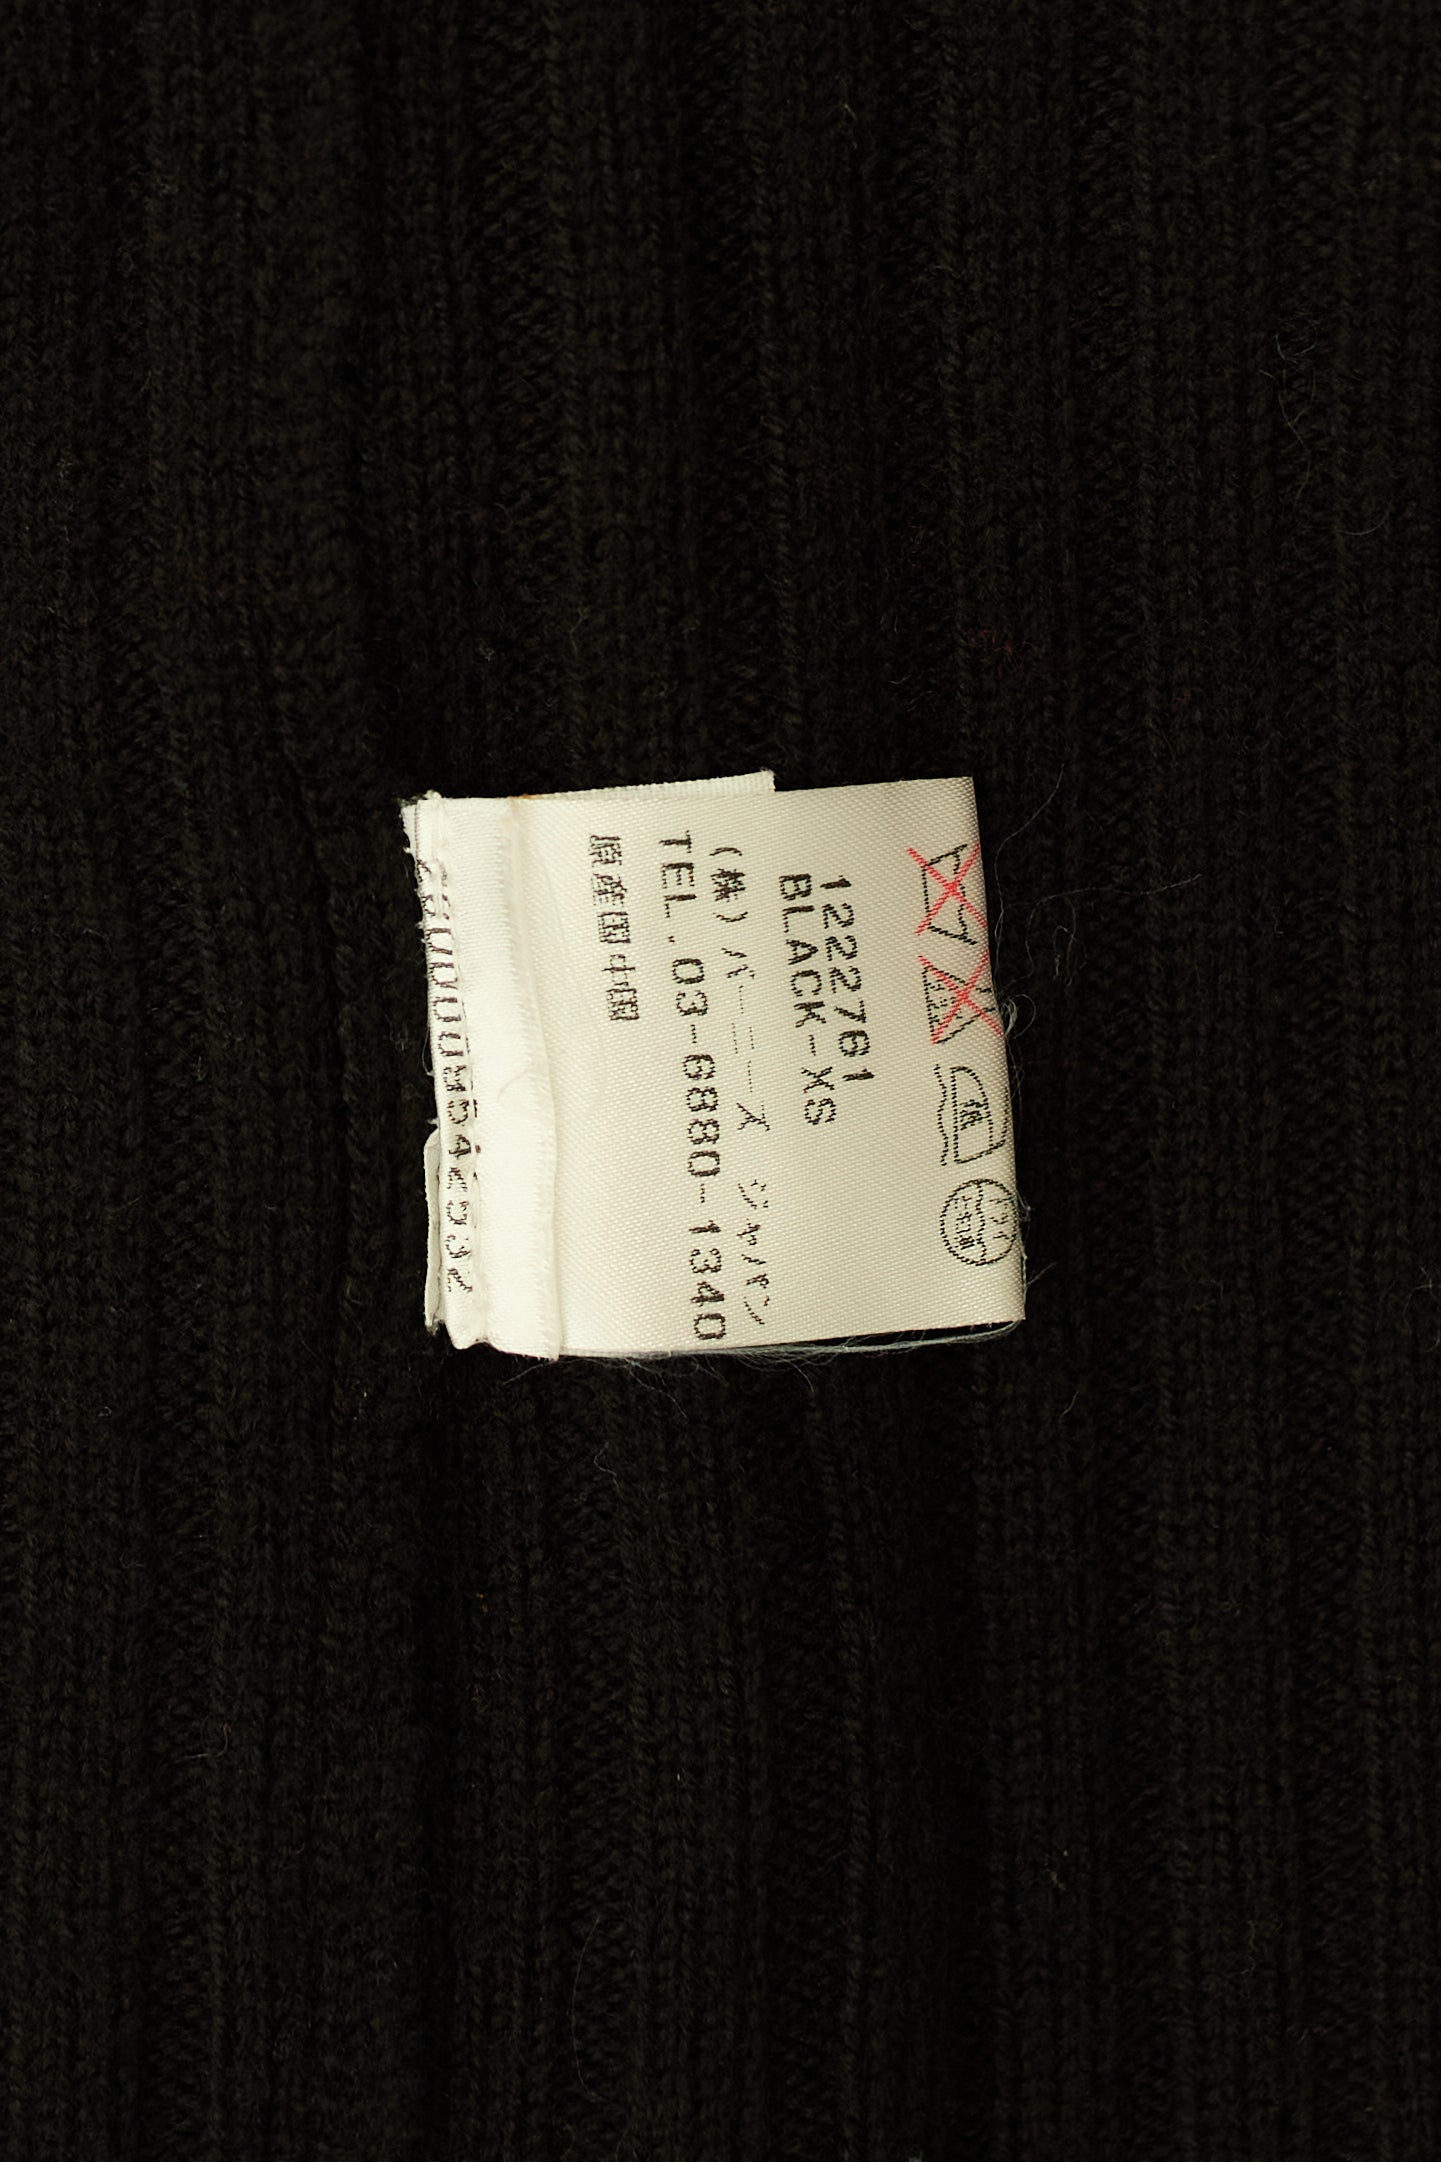 1222761
BLACK-XS
(株)バーニーズ ジャパン
TEL.03-6880-1340
原産国中国